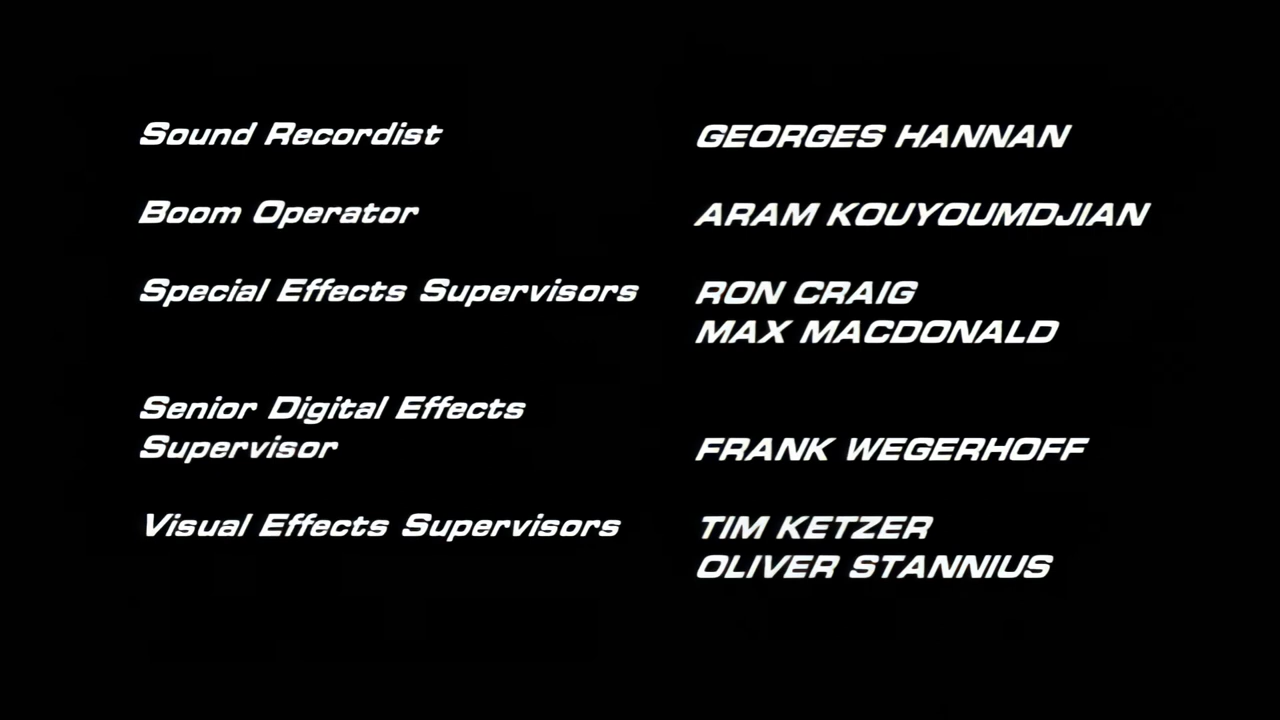 Sound Recordist GEORGES HANNAN
Boom Operator ARAM KOUYOUMDJIAN
Special Effects Supervisors RON CRAIG
MAX MACDONALD
Senior Digital Effects
Supervisor FRANK WEGERHOFF
Visual Effects Supervisors TIM KETZER
OLIVER STANNIUS